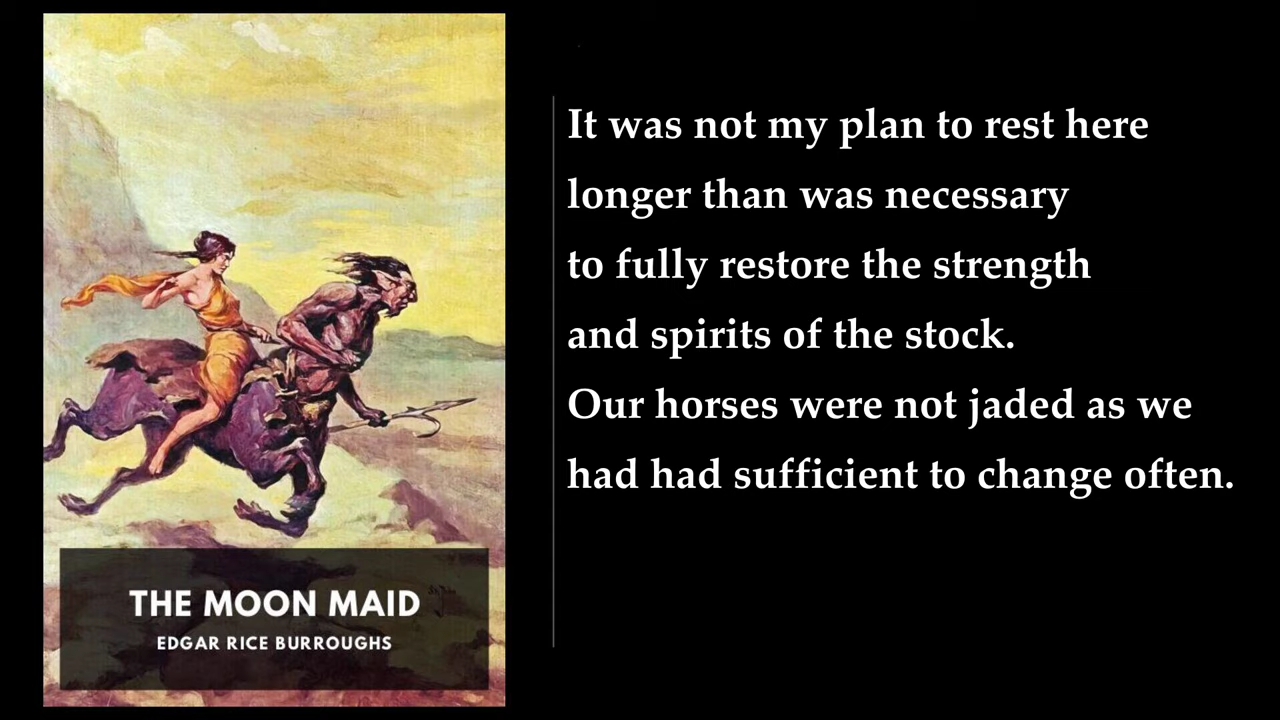 THE MOON MAID
EDGAR RICE BURROUGHS
It was not my plan to rest here
longer than was necessary
to fully restore the strength
and spirits of the stock.
Our horses were not jaded as we
had had sufficient to change often.